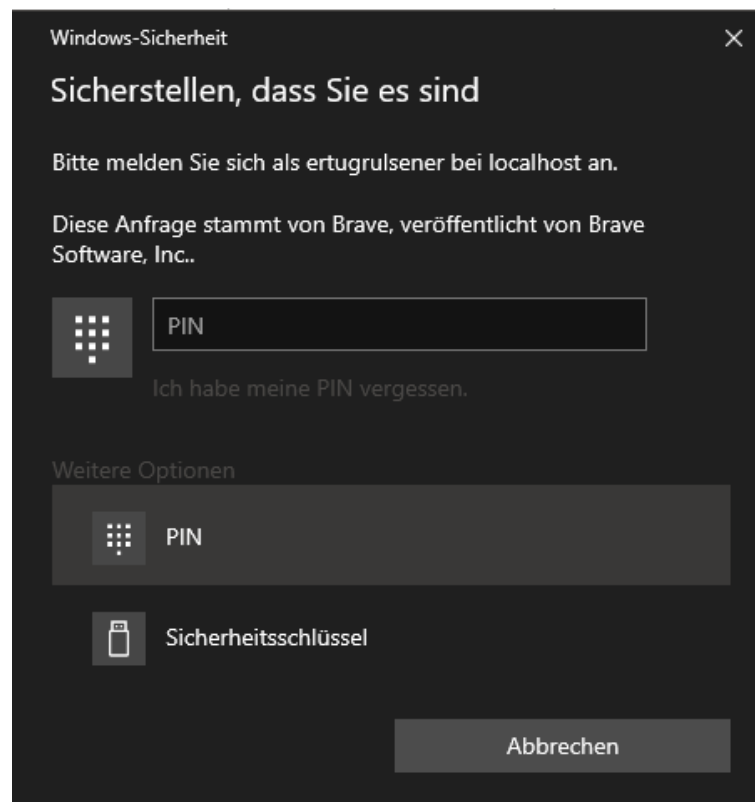 Windows-Sicherheit
Sicherstellen, dass Sie es sind
Bitte melden Sie sich als ertugrulsener bei localhost an.
Diese Anfrage stammt von Brave, veröffentlicht von Brave
Software, Inc..
PIN
Ich habe meine PIN vergessen.
Weitere Optionen
PIN
Sicherheitsschlüssel
Abbrechen